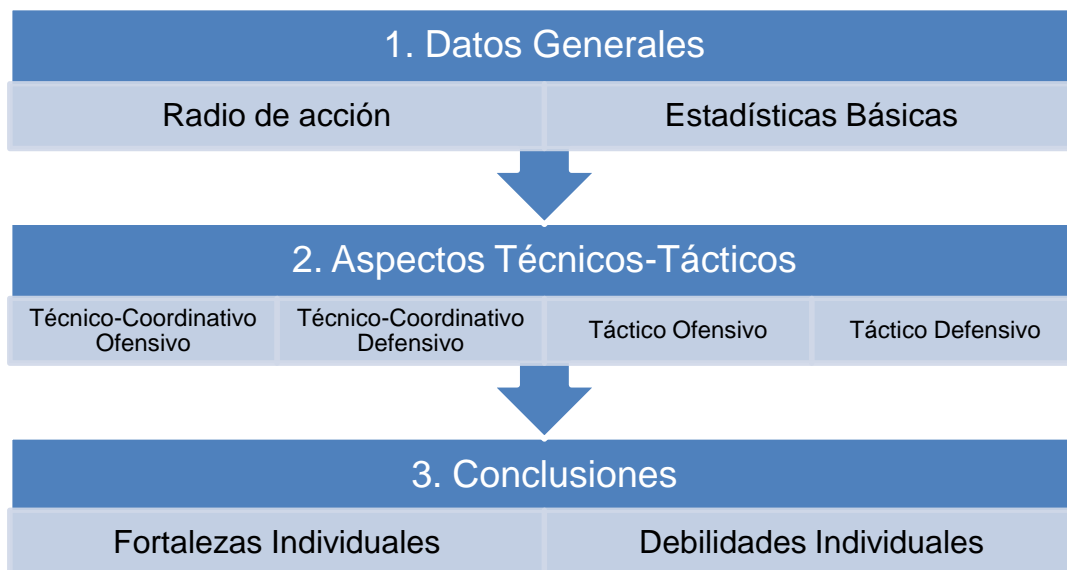 1. Datos Generales
Radio de acción
Estadísticas Básicas
2. Aspectos Técnicos-Tácticos
Técnico-Coordinativo
Ofensivo
Técnico-Coordinativo
Defensivo
Táctico Ofensivo
Táctico Defensivo
3. Conclusiones
Fortalezas Individuales
Debilidades Individuales